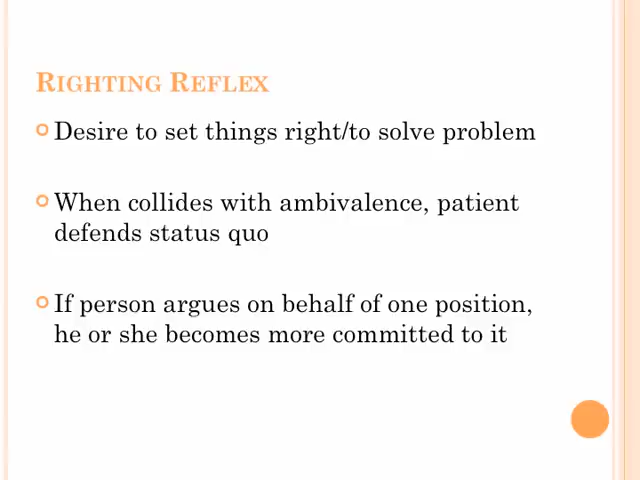 RIGHTING REFLEX
Desire to set things right/to solve problem
When collides with ambivalence, patient
defends status quo
If person argues on behalf of one position,
he or she becomes more committed to it